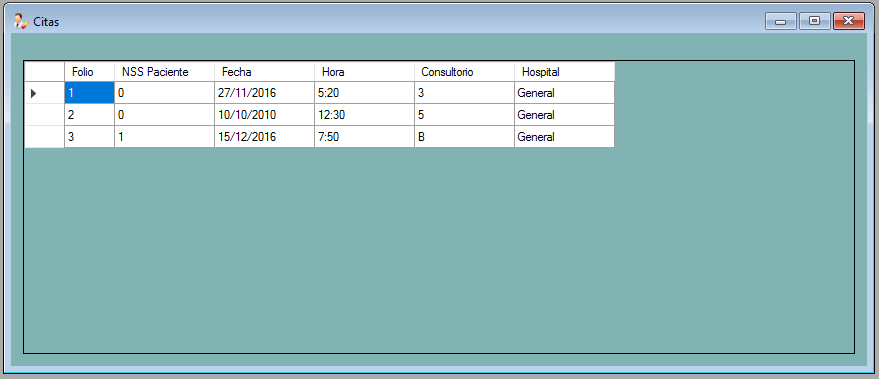 Citas
Folio NSS Paciente Fecha Hora Consultorio Hospital
1 0 27/11/2016 5:20 3 General
2 0 10/10/2010 12:30 5 General
3 1 15/12/2016 7:50 B General